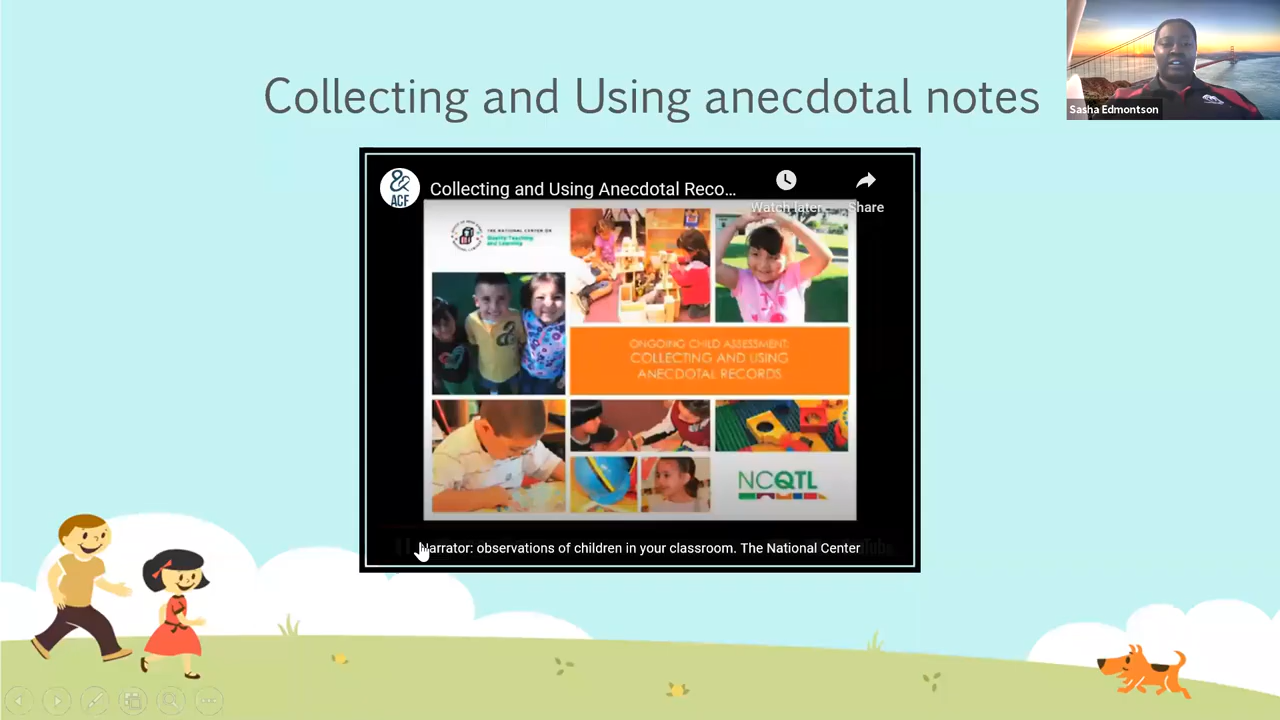 Collecting and Using anecdotal notes
Sasha Edmontson
ACF
Collecting and Using Anecdotal Reco...
Watch later
Share
THE NATIONAL CENTER ON
Quality Teaching
and Learning
ONGOING CHILD ASSESSMENT:
COLLECTING AND USING
ANECDOTAL RECORDS
NCQTL
Narrator: observations of children in your classroom. The National Center